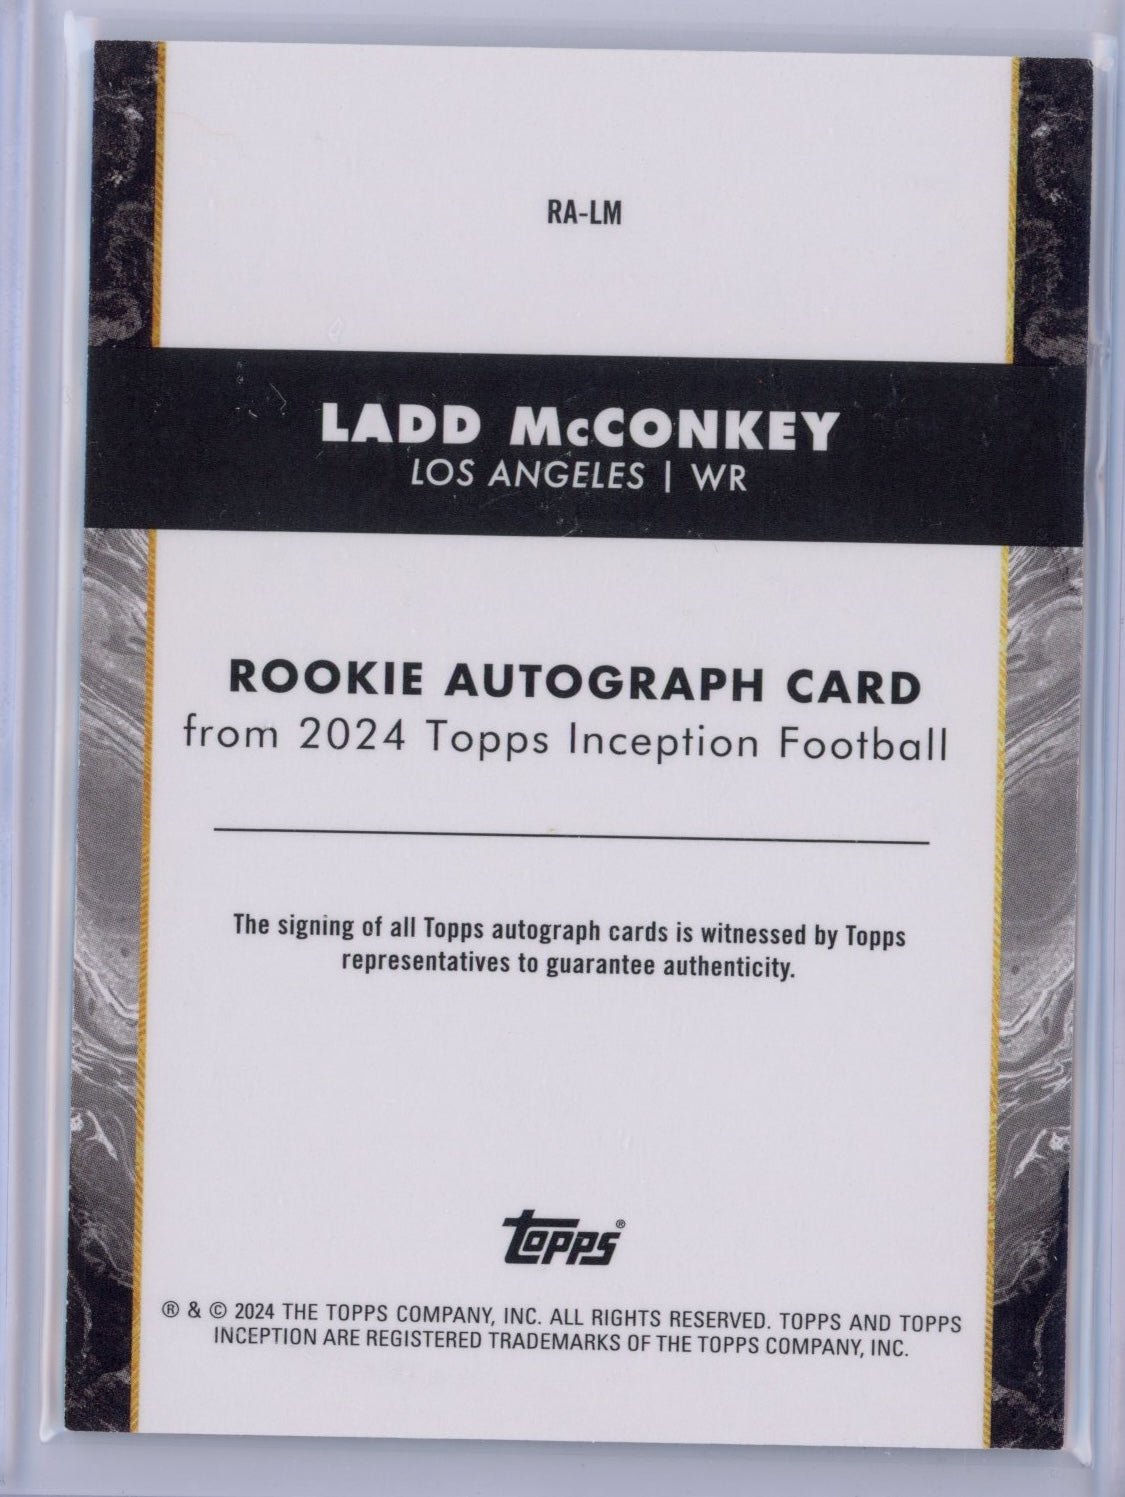 RA-LM
LADD McCONKEY
LOS ANGELES | WR
ROOKIE AUTOGRAPH CARD
from 2024 Topps Inception Football
The signing of all Topps autograph cards is witnessed by Topps
representatives to guarantee authenticity.
topps®
® & © 2024 THE TOPPS COMPANY, INC. ALL RIGHTS RESERVED. TOPPS AND TOPPS
INCEPTION ARE REGISTERED TRADEMARKS OF THE TOPPS COMPANY, INC.